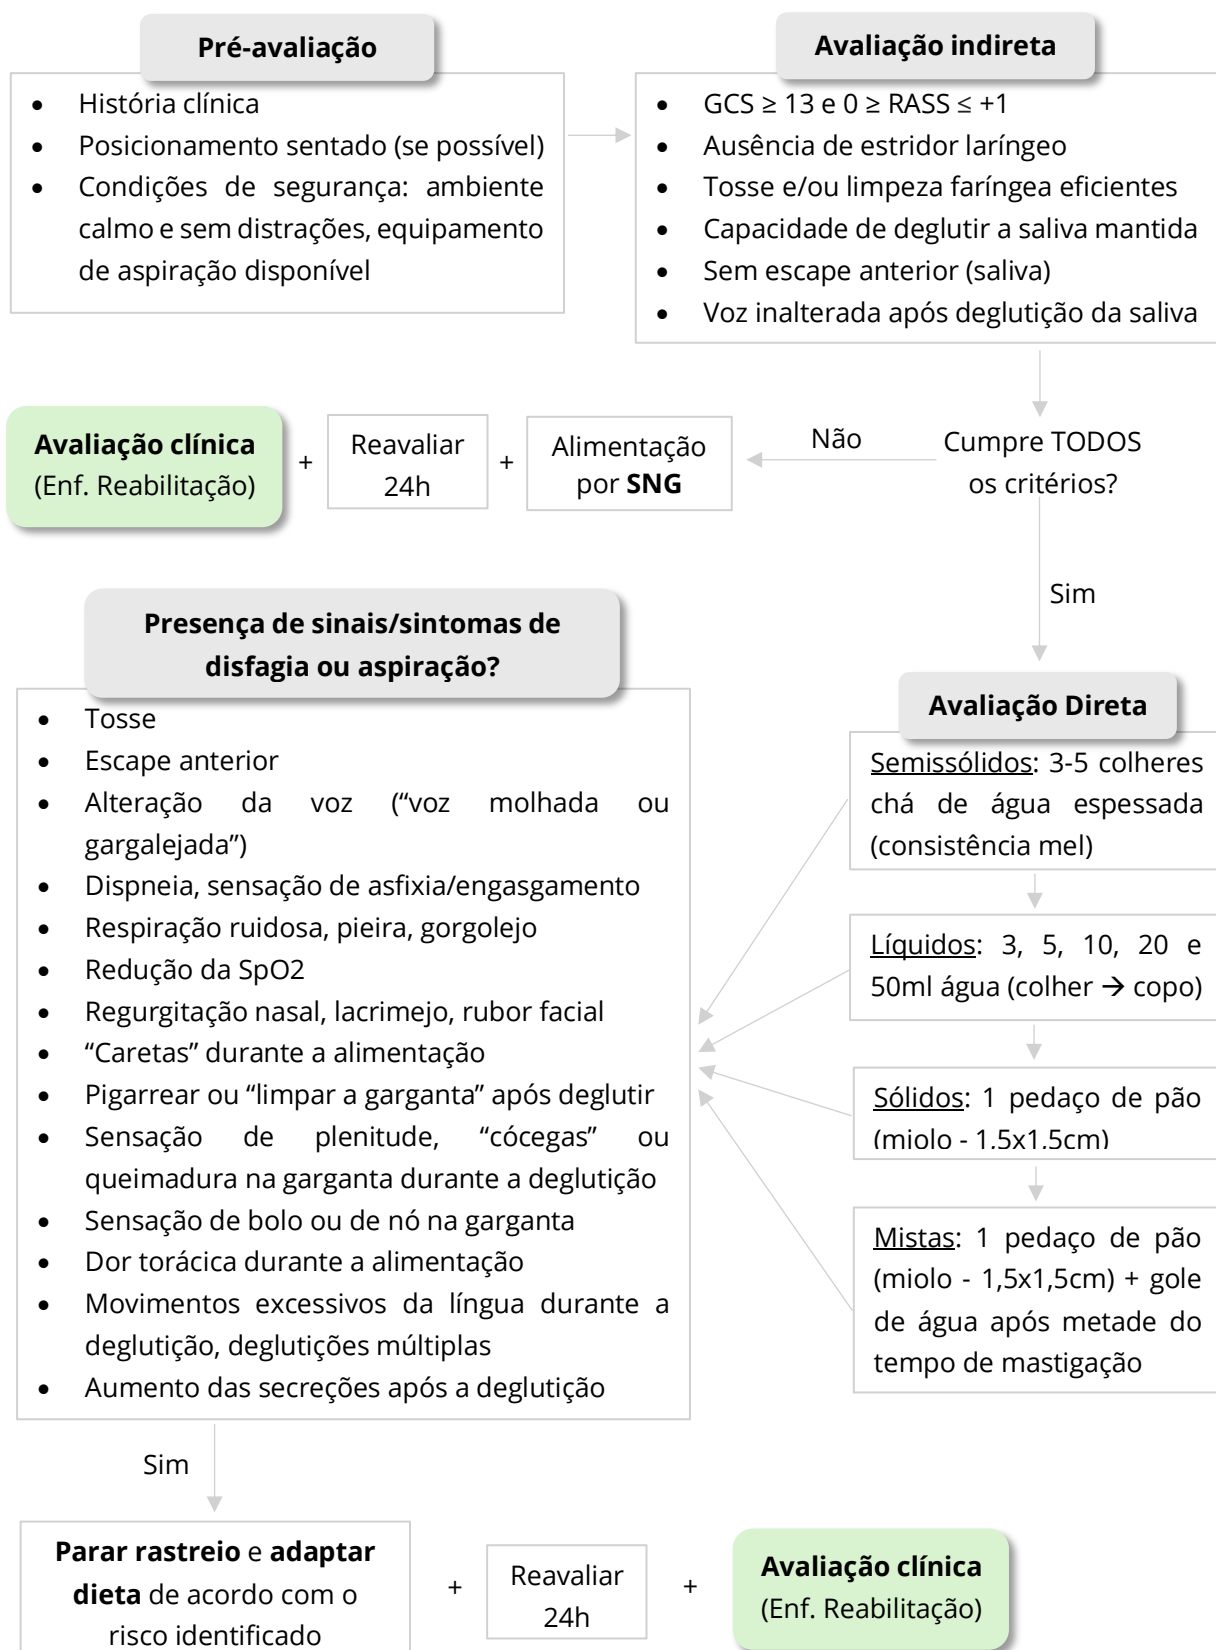 Pré-avaliação
• História clínica
• Posicionamento sentado (se possível)
• Condições de segurança: ambiente
calmo e sem distrações, equipamento
de aspiração disponível
Avaliação indireta
• GCS ≥ 13 e 0 ≥ RASS ≤ +1
• Ausência de estridor laríngeo
• Tosse e/ou limpeza faríngea eficientes
• Capacidade de deglutir a saliva mantida
• Sem escape anterior (saliva)
• Voz inalterada após deglutição da saliva
Cumpre TODOS
os critérios?
Não
Alimentação
por SNG
+
Reavaliar
24h
+
Avaliação clínica
(Enf. Reabilitação)
Sim
Avaliação Direta
Semissólidos: 3-5 colheres
chá de água espessada
(consistência mel)
Líquidos: 3, 5, 10, 20 e
50ml água (colher → copo)
Sólidos: 1 pedaço de pão
(miolo - 1.5x1.5cm)
Mistas: 1 pedaço de pão
(miolo - 1,5x1,5cm) + gole
de água após metade do
tempo de mastigação
Presença de sinais/sintomas de
disfagia ou aspiração?
• Tosse
• Escape anterior
• Alteração da voz (“voz molhada ou
gargalejada”)
• Dispneia, sensação de asfixia/engasgamento
• Respiração ruidosa, pieira, gorgolejo
• Redução da SpO2
• Regurgitação nasal, lacrimejo, rubor facial
• “Caretas” durante a alimentação
• Pigarrear ou “limpar a garganta” após deglutir
• Sensação de plenitude, “cócegas” ou
queimadura na garganta durante a deglutição
• Sensação de bolo ou de nó na garganta
• Dor torácica durante a alimentação
• Movimentos excessivos da língua durante a
deglutição, deglutições múltiplas
• Aumento das secreções após a deglutição
Sim
Parar rastreio e adaptar
dieta de acordo com o
risco identificado
+
Reavaliar
24h
+
Avaliação clínica
(Enf. Reabilitação)